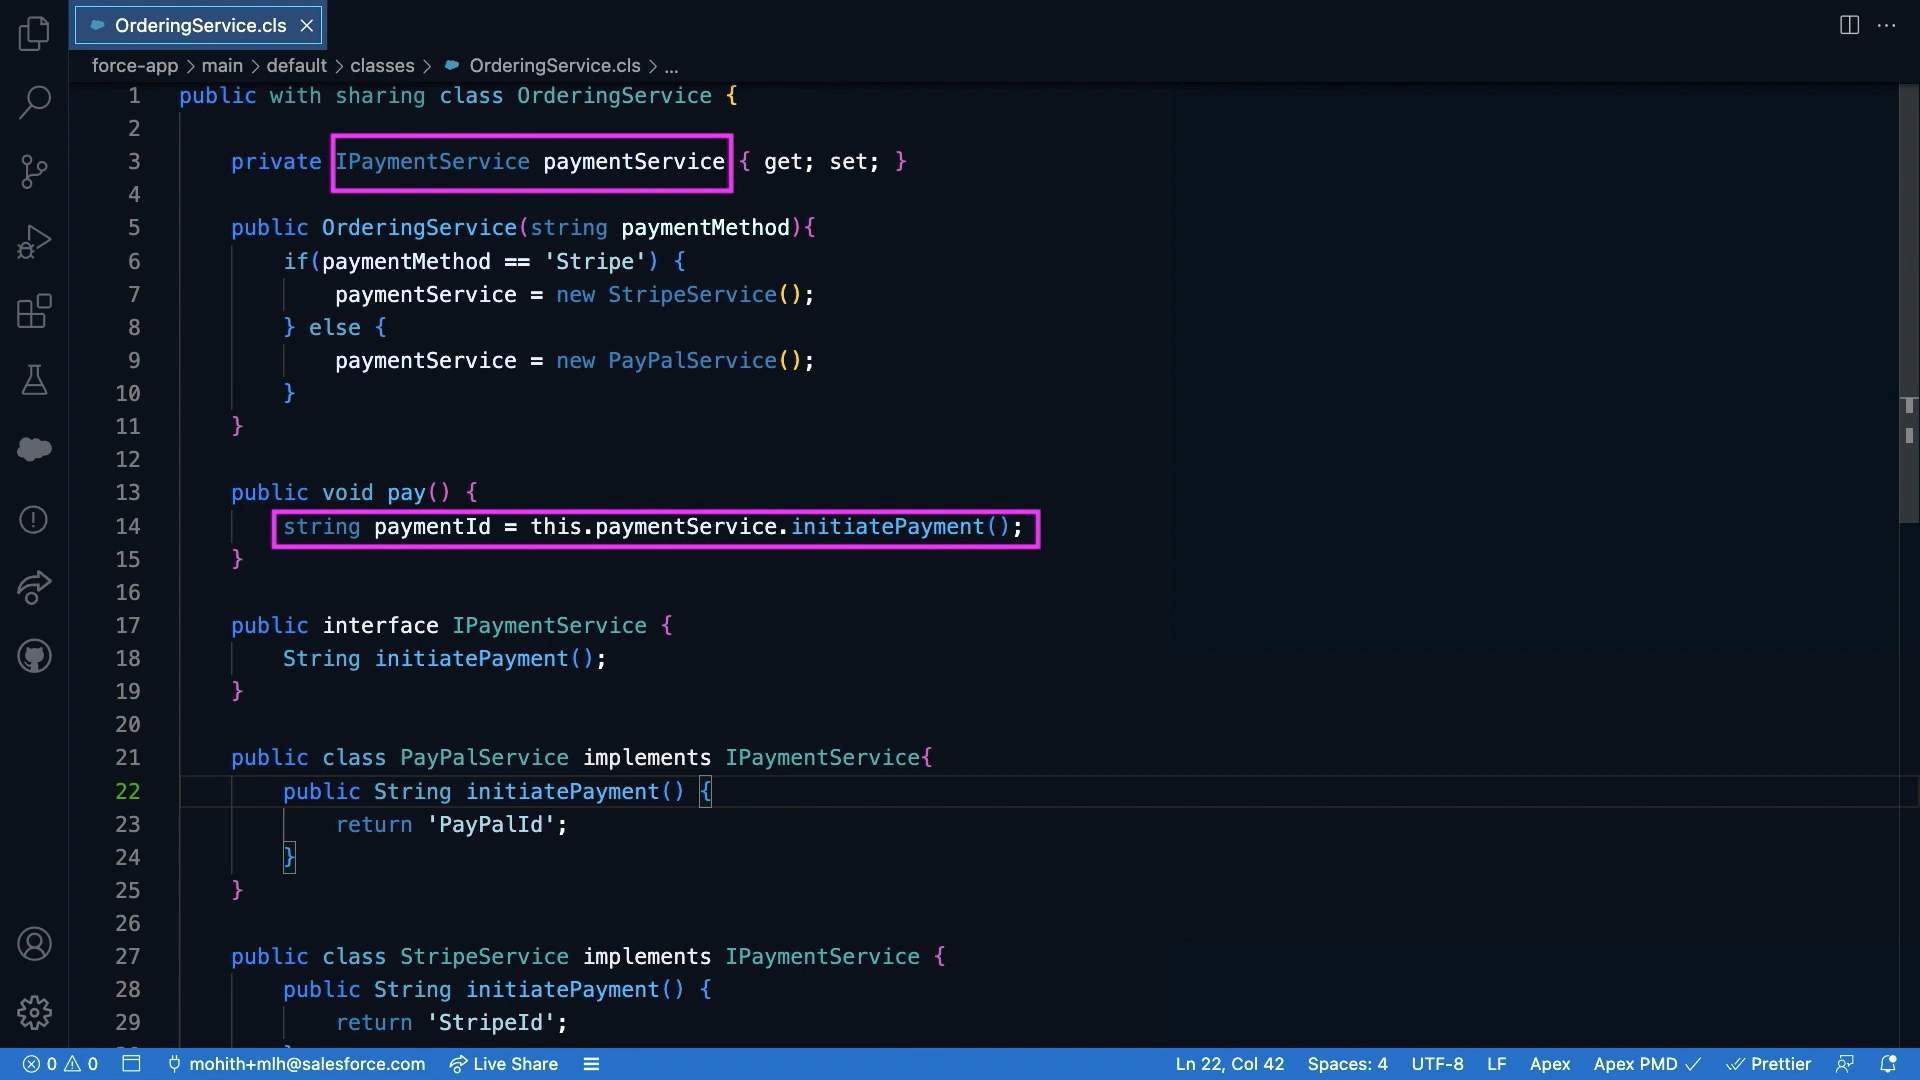 OrderingService.cls
force-app > main > default > classes > OrderingService.cls > ...
1 public with sharing class OrderingService {
2
3 private IPaymentService paymentService { get; set; }
4
5 public OrderingService(string paymentMethod){
6 if(paymentMethod == 'Stripe') {
7 paymentService = new StripeService();
8 } else {
9 paymentService = new PayPalService();
10 }
11 }
12
13 public void pay() {
14 string paymentId = this.paymentService.initiatePayment();
15 }
16
17 public interface IPaymentService {
18 String initiatePayment();
19 }
20
21 public class PayPalService implements IPaymentService{
22 public String initiatePayment() {
23 return 'PayPalId';
24 }
25 }
26
27 public class StripeService implements IPaymentService {
28 public String initiatePayment() {
29 return 'StripeId';
0 0 mohith+mlh@salesforce.com Live Share Ln 22, Col 42 Spaces: 4 UTF-8 LF Apex Apex PMD Prettier